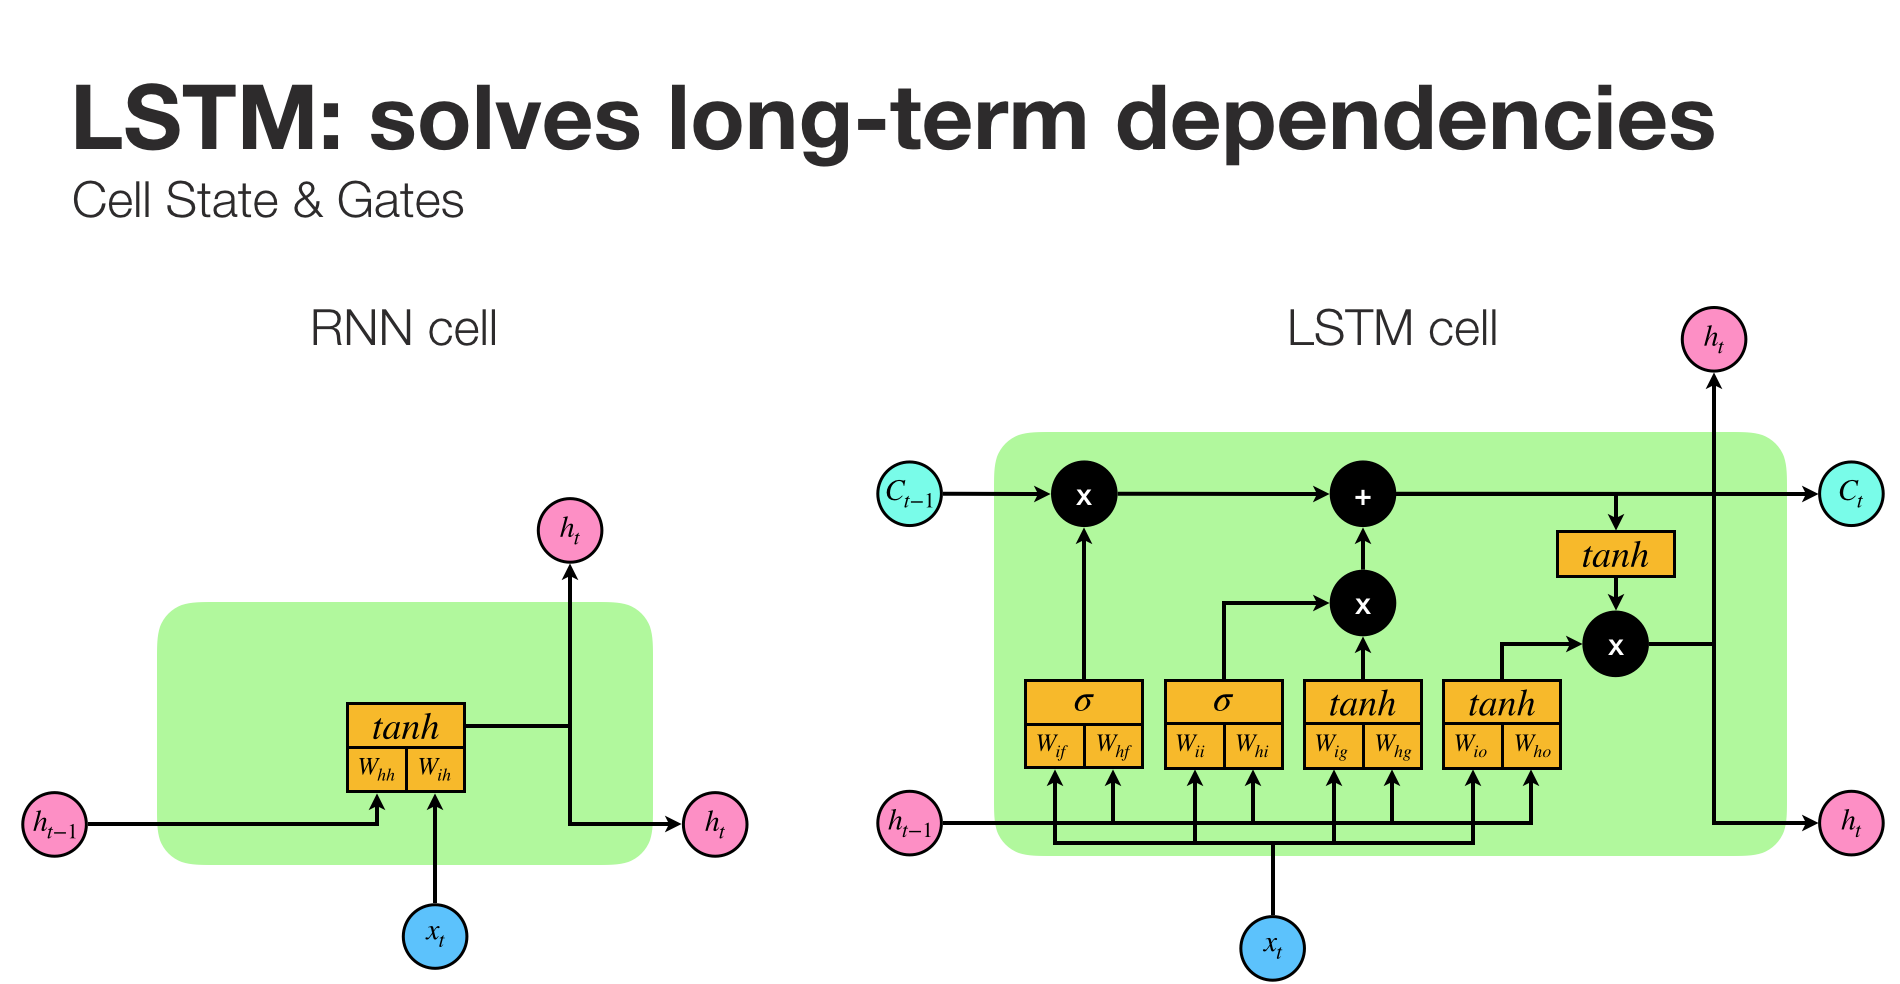 LSTM: solves long-term dependencies
Cell State & Gates
RNN cell
h_t
tanh
W_hh W_ih
h_{t-1}
h_t
x_t
LSTM cell
h_t
C_{t-1}
x
+
C_t
tanh
x
x
σ
σ
tanh
tanh
W_if W_hf
W_ii W_hi
W_ig W_hg
W_io W_ho
h_{t-1}
h_t
x_t